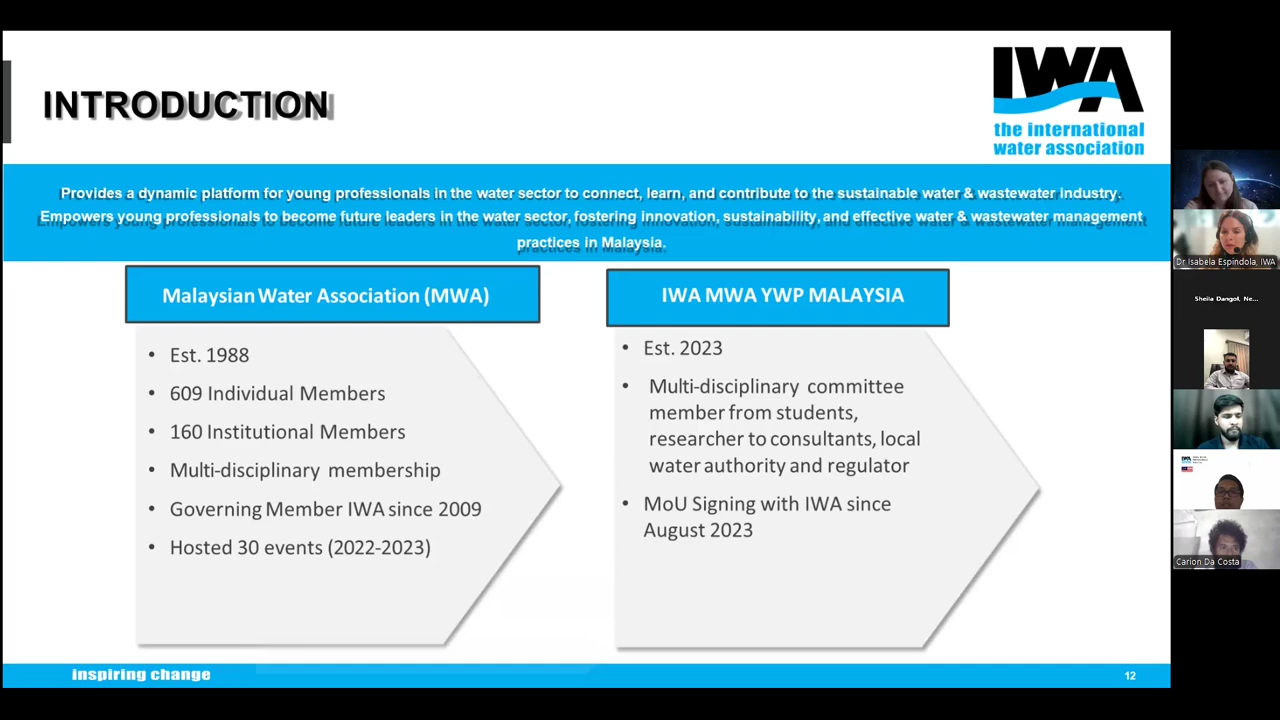 INTRODUCTION
IWA
the international
water association
Provides a dynamic platform for young professionals in the water sector to connect, learn, and contribute to the sustainable water & wastewater industry.
Empowers young professionals to become future leaders in the water sector, fostering innovation, sustainability, and effective water & wastewater management
practices in Malaysia.
Malaysian Water Association (MWA)
• Est. 1988
• 609 Individual Members
• 160 Institutional Members
• Multi-disciplinary membership
• Governing Member IWA since 2009
• Hosted 30 events (2022-2023)
IWA MWA YWP MALAYSIA
• Est. 2023
• Multi-disciplinary committee
member from students,
researcher to consultants, local
water authority and regulator
• MoU Signing with IWA since
August 2023
inspiring change
12
Dr Isabela Espindola, IWA
Sheila Dangol, Ne...
IWA
Carion Da Costa